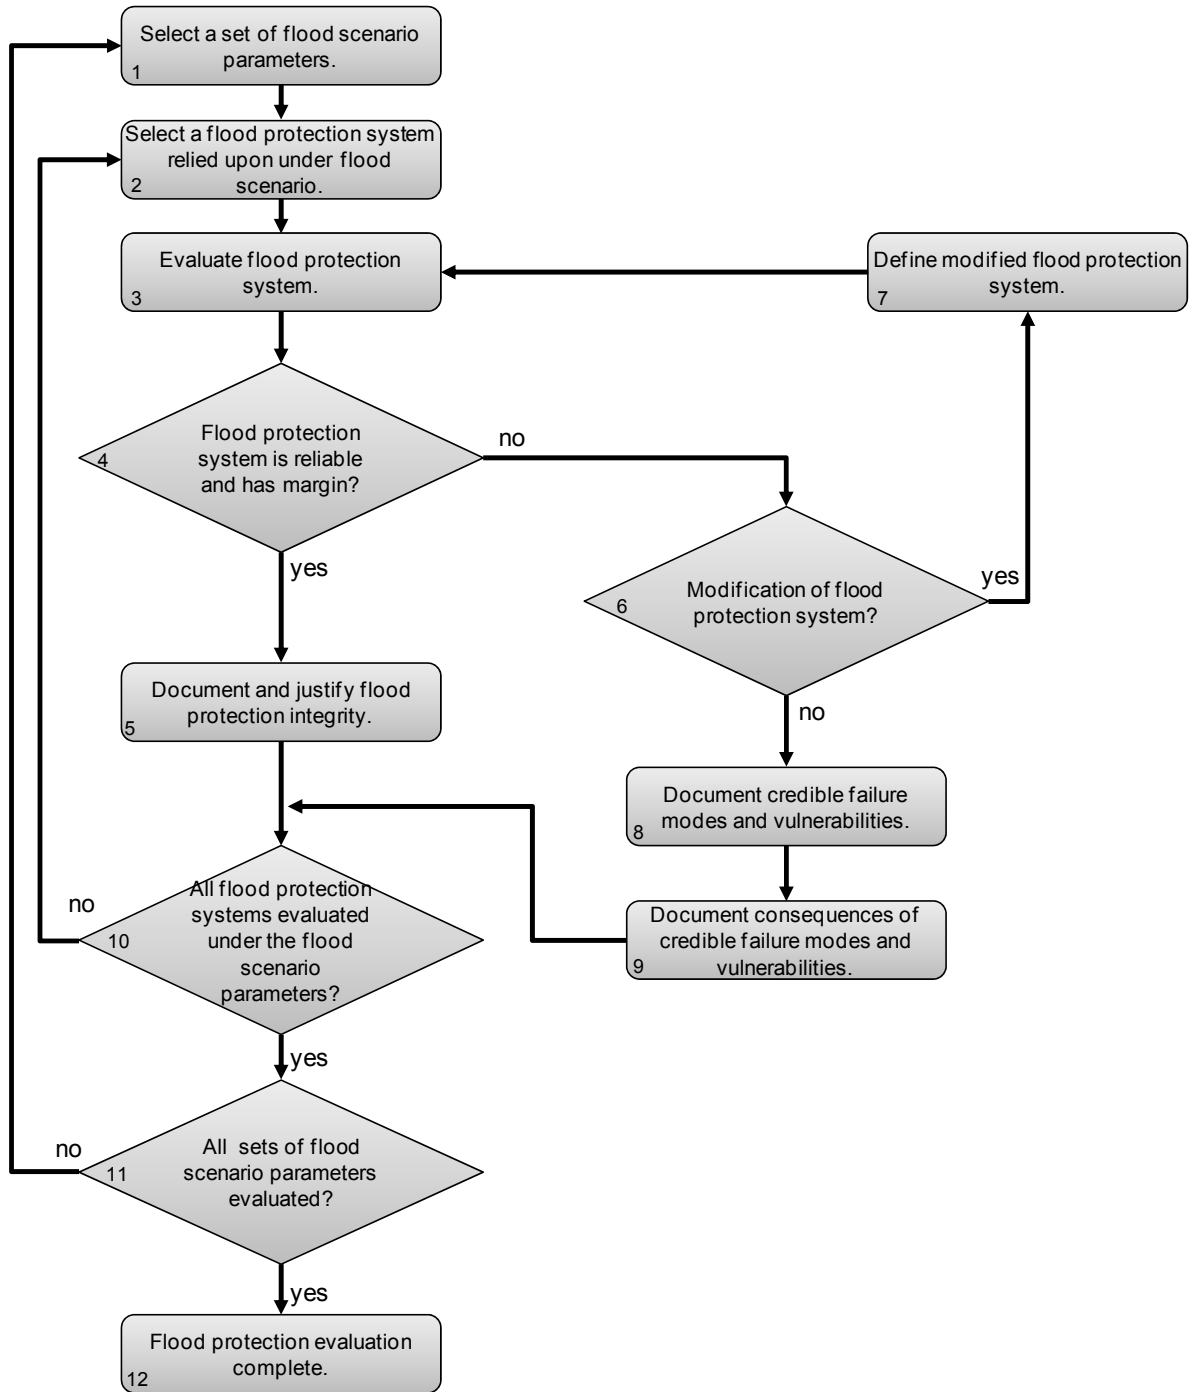 Select a set of flood scenario
parameters.
1
Select a flood protection system
relied upon under flood
scenario.
2
Evaluate flood protection
system.
3
Define modified flood protection
system.
7
Flood protection
system is reliable
and has margin?
4
no
yes
Modification of flood
protection system?
6
yes
no
Document and justify flood
protection integrity.
5
Document credible failure
modes and vulnerabilities.
8
Document consequences of
credible failure modes and
vulnerabilities.
9
All flood protection
systems evaluated
under the flood
scenario
parameters?
10
no
yes
All sets of flood
scenario parameters
evaluated?
11
no
yes
Flood protection evaluation
complete.
12